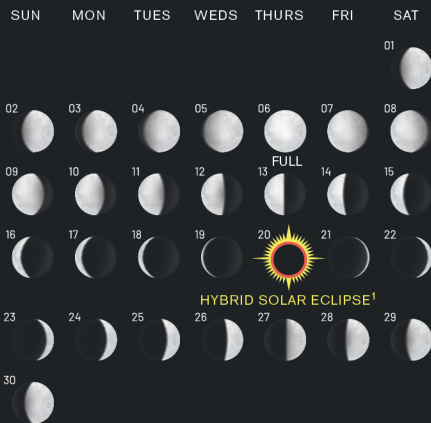 SUN MON TUES WEDS THURS FRI SAT
01
02 03 04 05 06 07 08
FULL
09 10 11 12 13 14 15
16 17 18 19 20 21 22
HYBRID SOLAR ECLIPSE¹
23 24 25 26 27 28 29
30